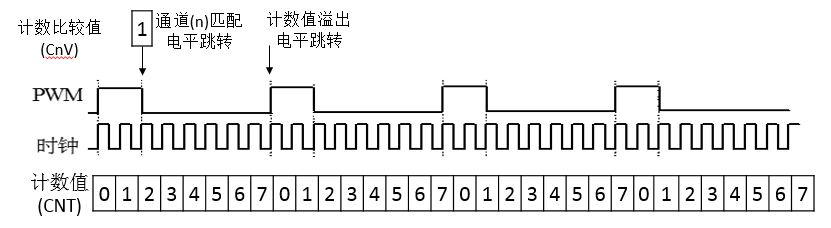 计数比较值
(CnV)
1
通道(n)匹配
电平跳转
计数值溢出
电平跳转
PWM
时钟
计数值
(CNT)
0 1 2 3 4 5 6 7 0 1 2 3 4 5 6 7 0 1 2 3 4 5 6 7 0 1 2 3 4 5 6 7